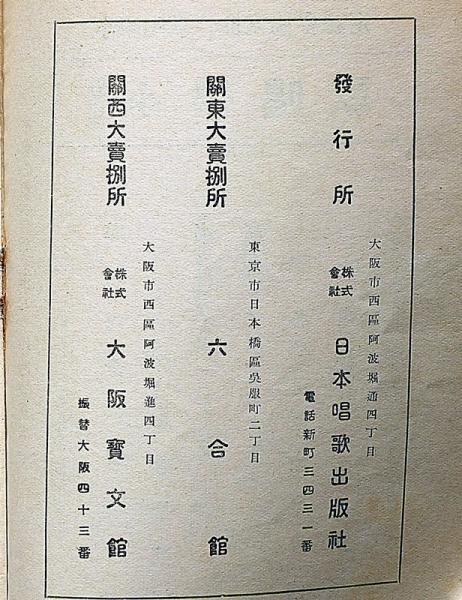 大阪市西區阿波堀通四丁目
發行所 株式會社 日本唱歌出版社
電話新町三四三一番
東京市日本橋區吳服町二丁目
關東大賣捌所 六合館
大阪市西區阿波堀進四丁目
關西大賣捌所 株式會社 大阪寶文館
振替大阪四十三番